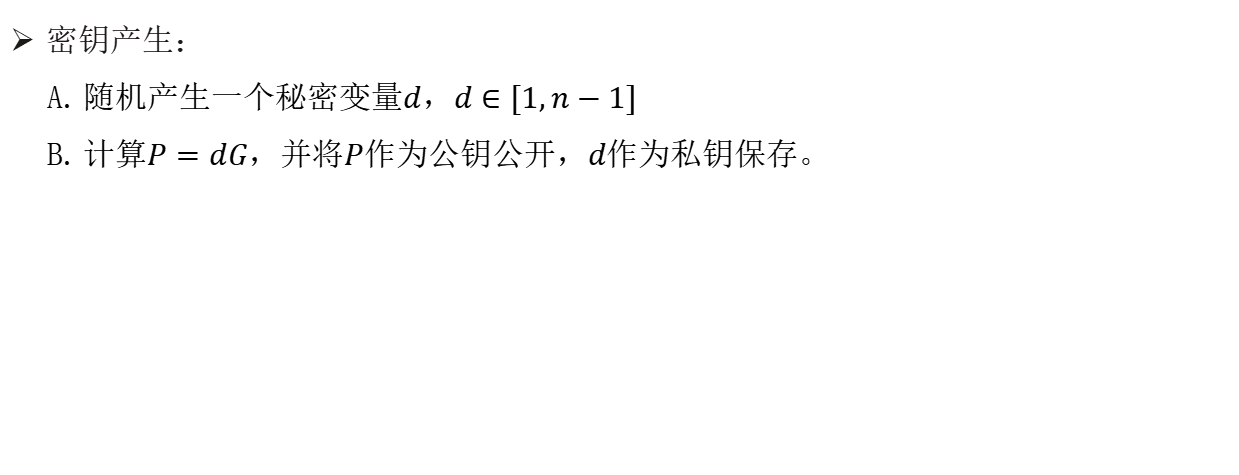 ➢ 密钥产生：
A. 随机产生一个秘密变量d，d ∈ [1, n − 1]
B. 计算P = dG，并将P作为公钥公开，d作为私钥保存。